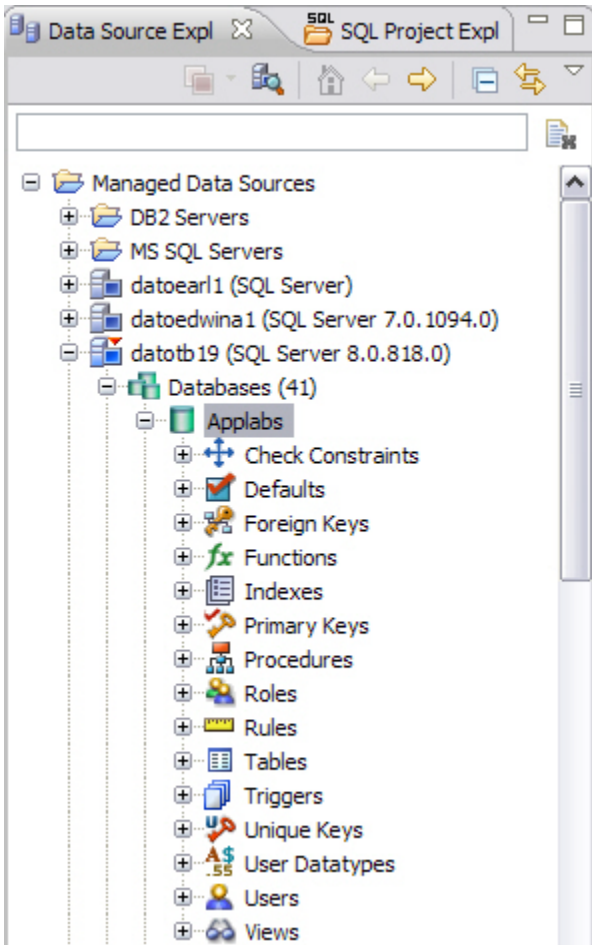 Data Source Expl SQL Project Expl
Managed Data Sources
DB2 Servers
MS SQL Servers
datoearl1 (SQL Server)
datoedwina1 (SQL Server 7.0.1094.0)
datotb19 (SQL Server 8.0.818.0)
Databases (41)
Applabs
Check Constraints
Defaults
Foreign Keys
fx Functions
Indexes
Primary Keys
Procedures
Roles
Rules
Tables
Triggers
Unique Keys
User Datatypes
Users
Views